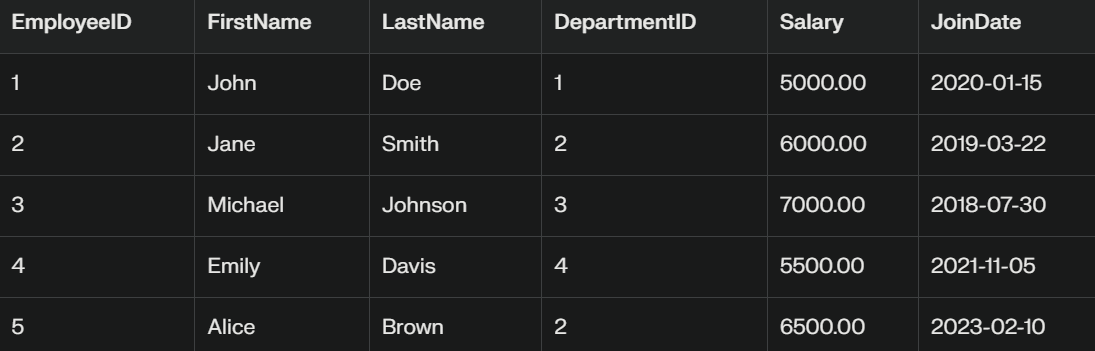 EmployeeID FirstName LastName DepartmentID Salary JoinDate
1 John Doe 1 5000.00 2020-01-15
2 Jane Smith 2 6000.00 2019-03-22
3 Michael Johnson 3 7000.00 2018-07-30
4 Emily Davis 4 5500.00 2021-11-05
5 Alice Brown 2 6500.00 2023-02-10